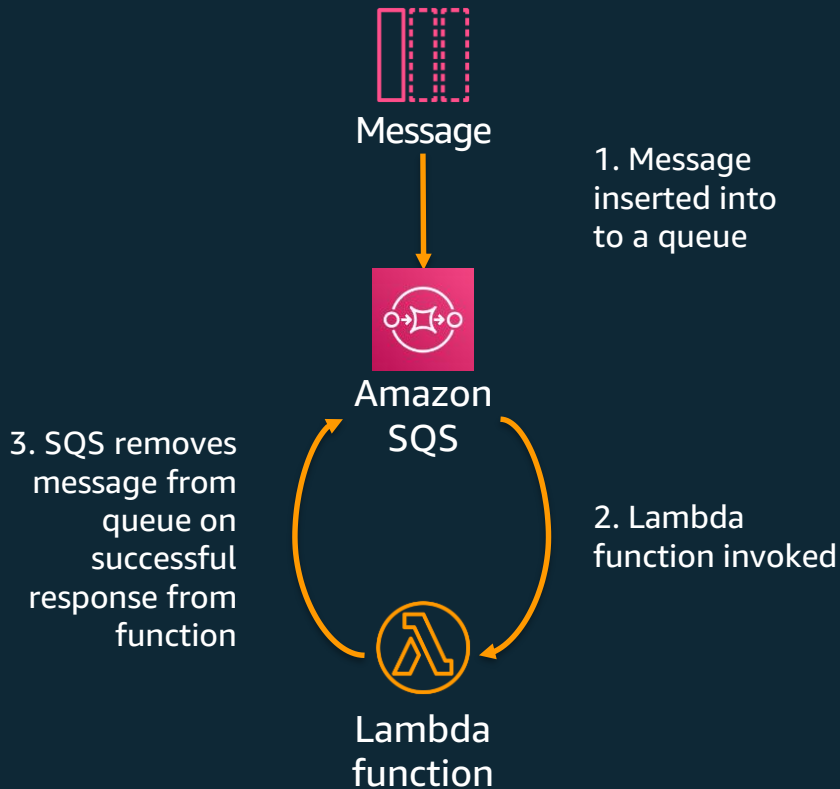 Message
1. Message
inserted into
to a queue
Amazon
SQS
3. SQS removes
message from
queue on
successful
response from
function
2. Lambda
function invoked
Lambda
function